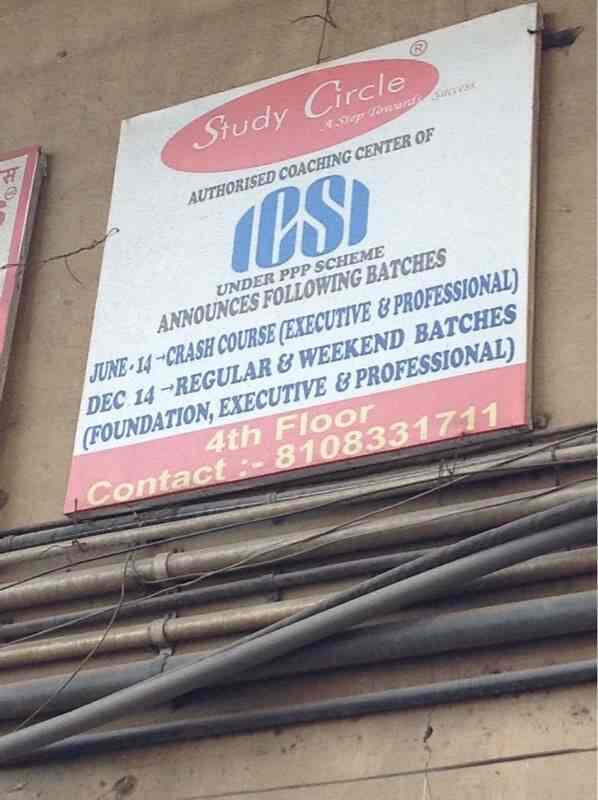 Study Circle ®
A Step Towards Success
AUTHORISED COACHING CENTER OF
ICSI
UNDER PPP SCHEME
ANNOUNCES FOLLOWING BATCHES
JUNE-14→CRASH COURSE (EXECUTIVE & PROFESSIONAL)
DEC 14→REGULAR & WEEKEND BATCHES
(FOUNDATION, EXECUTIVE & PROFESSIONAL)
4th Floor
Contact :- 8108331711